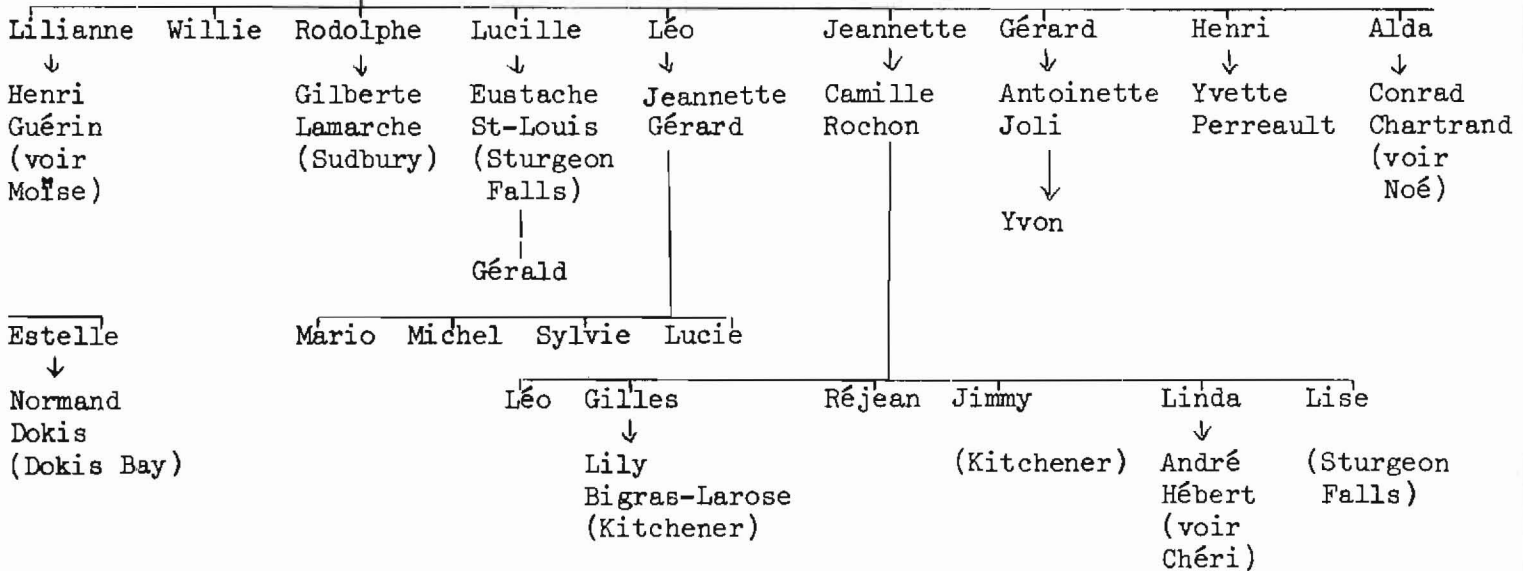 Lilianne Willie Rodolphe Lucille Léo Jeannette Gérard Henri Alda
Henri Gilberte Eustache Jeannette Camille Antoinette Yvette Conrad
Guérin Lamarche St-Louis Gérard Rochon Joli Perreault Chartrand
(voir (Sudbury) (Sturgeon (voir
Moïse) Falls) Noé)
Yvon
Gérald
Estelle Mario Michel Sylvie Lucie
Normand Léo Gilles Réjean Jimmy Linda Lise
Dokis
(Dokis Bay) Lily (Kitchener) André (Sturgeon
Bigras-Larose Hébert Falls)
(Kitchener) (voir
Chéri)